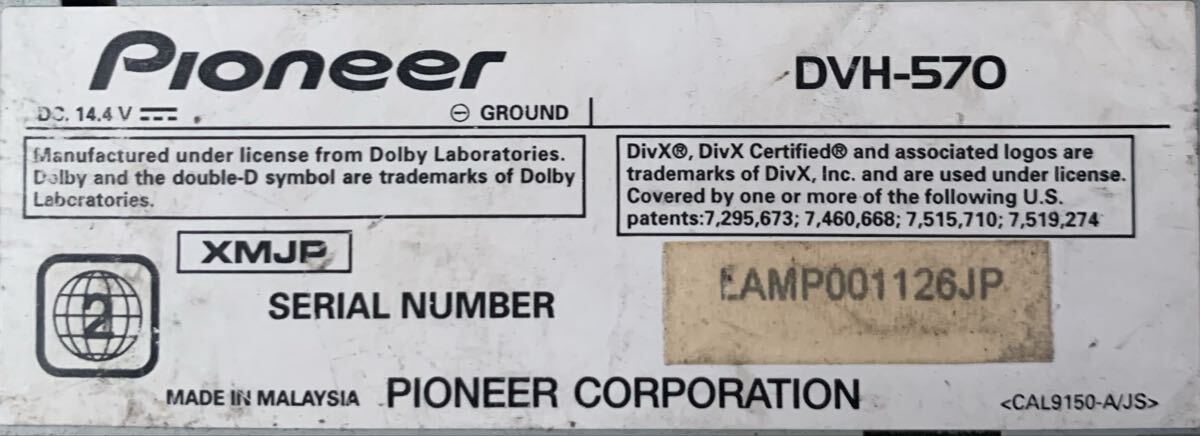 Pioneer
DVH-570
DC. 14.4 V
⊖ GROUND
Manufactured under license from Dolby Laboratories.
Dolby and the double-D symbol are trademarks of Dolby
Laboratories.
DivX®, DivX Certified® and associated logos are
trademarks of DivX, Inc. and are used under license.
Covered by one or more of the following U.S.
patents:7,295,673; 7,460,668; 7,515,710; 7,519,274
XMJP
2
SERIAL NUMBER
LAMP001126JP
MADE IN MALAYSIA
PIONEER CORPORATION
<CAL9150-A/JS>